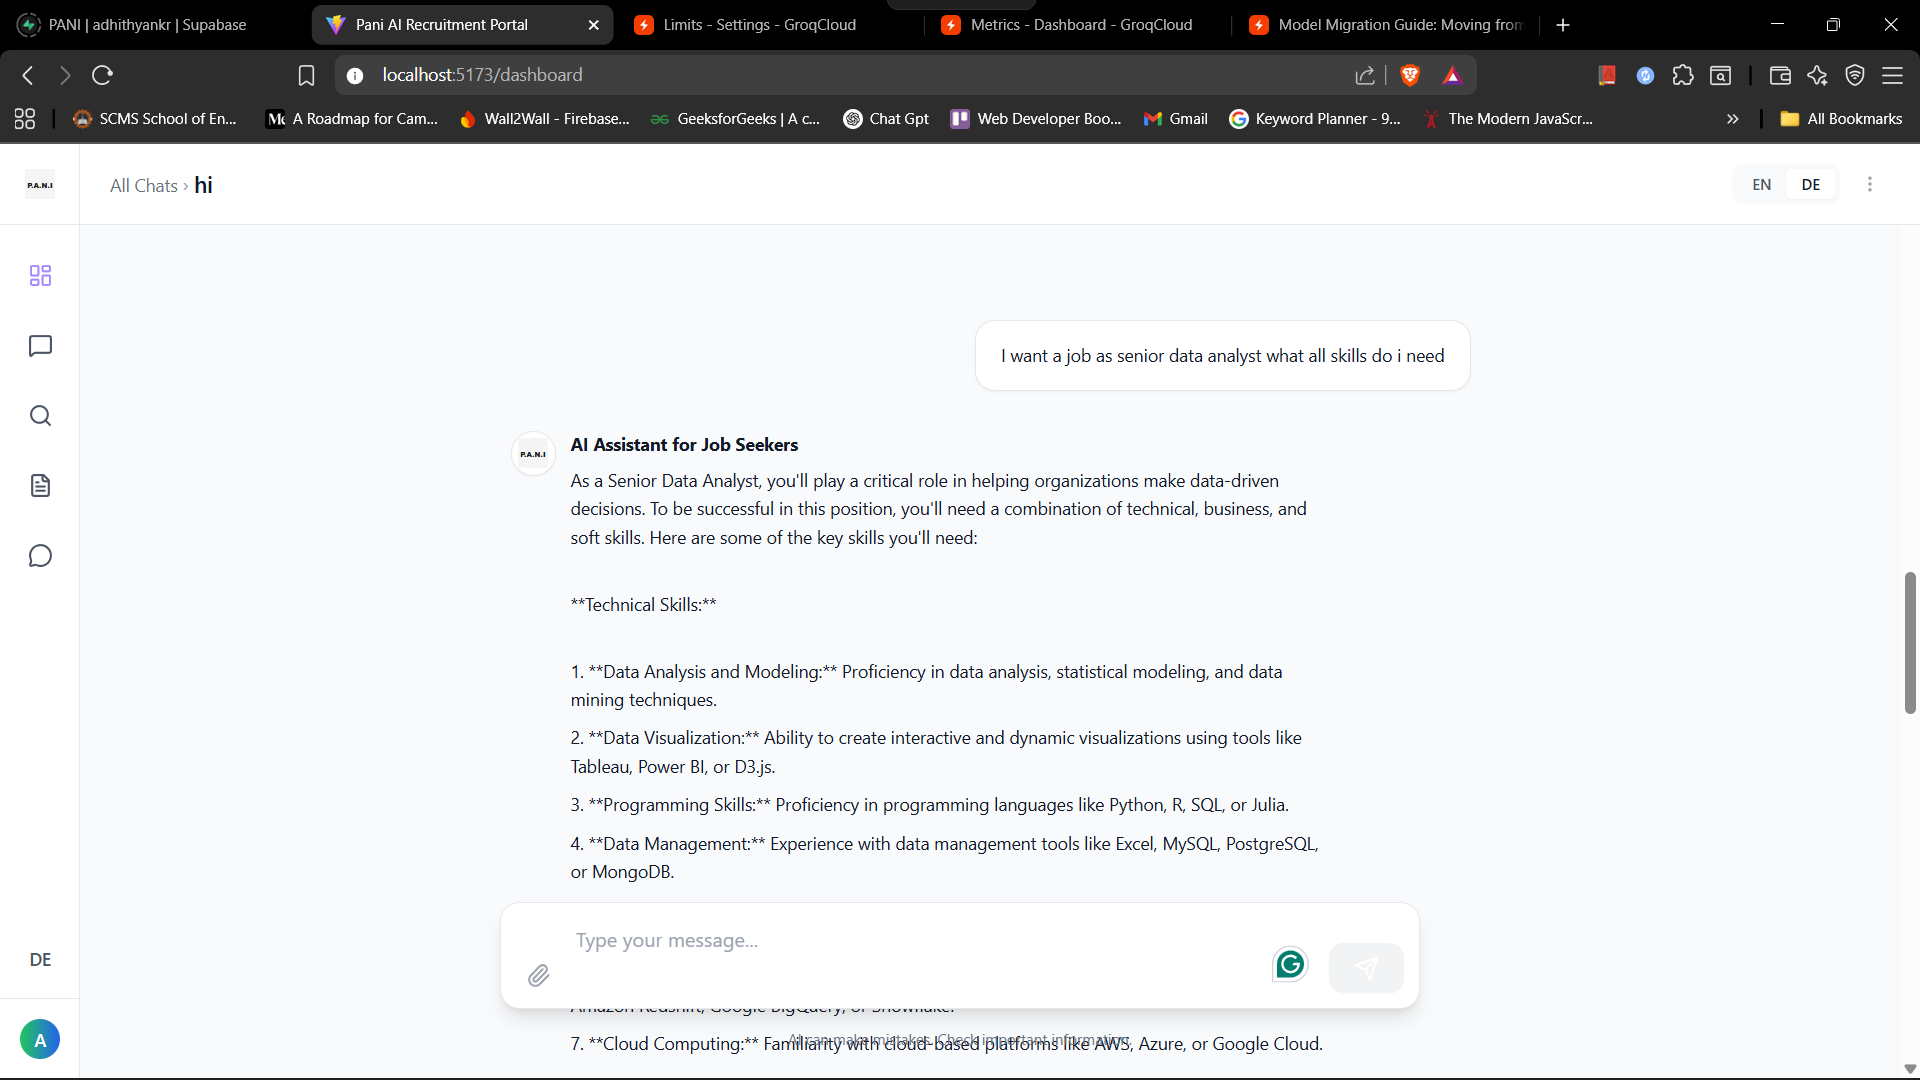 PANI | adhithyankr | Supabase
Pani AI Recruitment Portal
Limits - Settings - GroqCloud
Metrics - Dashboard - GroqCloud
Model Migration Guide: Moving from
localhost:5173/dashboard
SCMS School of En...
A Roadmap for Cam...
Wall2Wall - Firebase...
GeeksforGeeks | A c...
Chat Gpt
Web Developer Boo...
Gmail
Keyword Planner - 9...
The Modern JavaScr...
All Bookmarks
P.A.N.I
All Chats › hi
EN DE
I want a job as senior data analyst what all skills do i need
P.A.N.I
AI Assistant for Job Seekers
As a Senior Data Analyst, you'll play a critical role in helping organizations make data-driven
decisions. To be successful in this position, you'll need a combination of technical, business, and
soft skills. Here are some of the key skills you'll need:
**Technical Skills:**
1. **Data Analysis and Modeling:** Proficiency in data analysis, statistical modeling, and data
mining techniques.
2. **Data Visualization:** Ability to create interactive and dynamic visualizations using tools like
Tableau, Power BI, or D3.js.
3. **Programming Skills:** Proficiency in programming languages like Python, R, SQL, or Julia.
4. **Data Management:** Experience with data management tools like Excel, MySQL, PostgreSQL,
or MongoDB.
Type your message...
Amazon Redshift, Google BigQuery, or Snowflake.
AI can make mistakes. Check important information.
7. **Cloud Computing:** Familiarity with cloud-based platforms like AWS, Azure, or Google Cloud.
DE
A